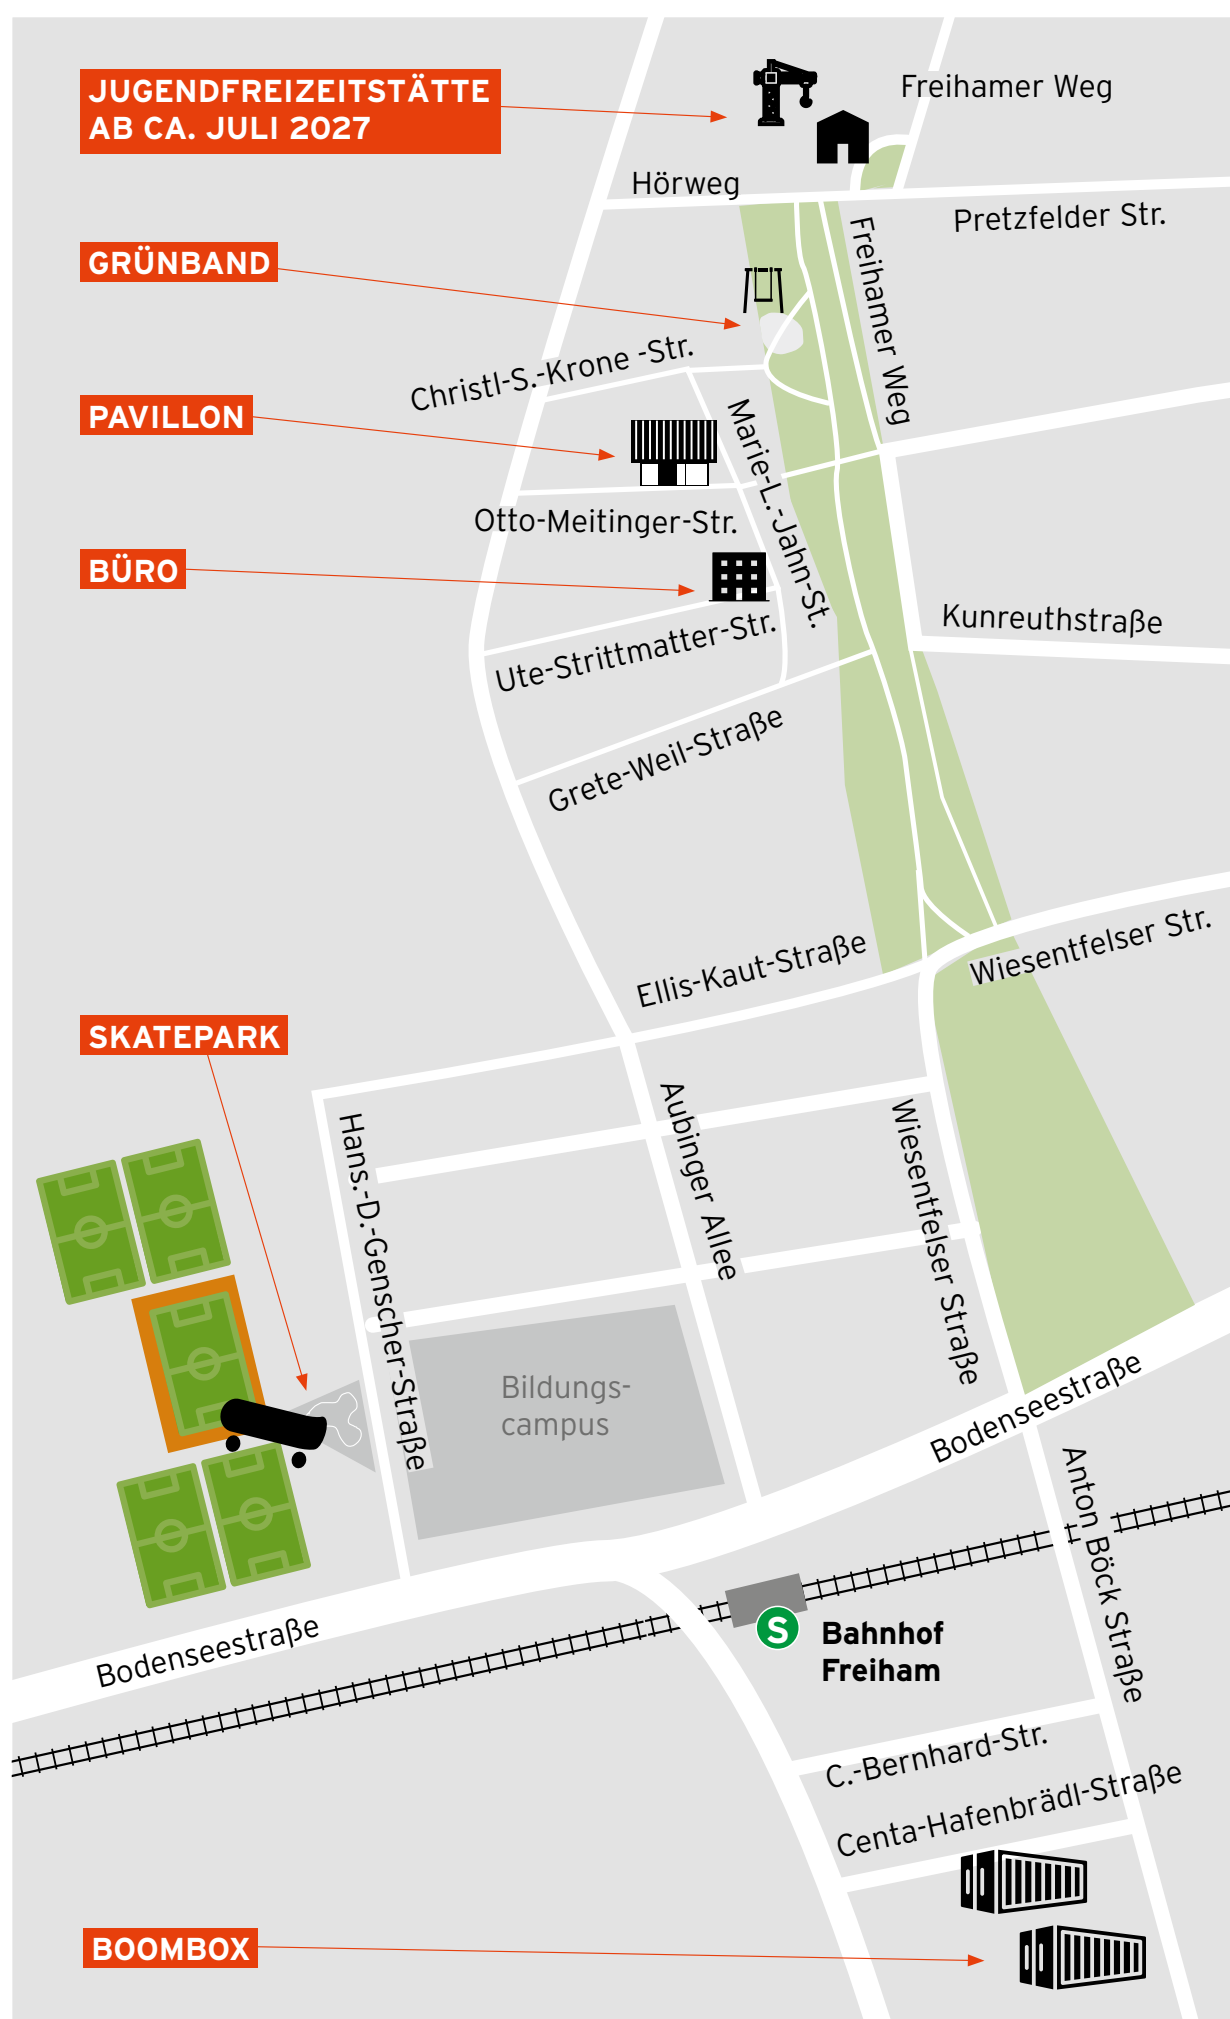 JUGENDFREIZEITSTÄTTE
AB CA. JULI 2027
Freihamer Weg
Hörweg
Pretzfelder Str.
GRÜNBAND
Freihamer Weg
Christl-S.-Krone -Str.
PAVILLON
Marie-L.-Jahn-St.
Otto-Meitinger-Str.
BÜRO
Kunreuthstraße
Ute-Strittmatter-Str.
Grete-Weil-Straße
Ellis-Kaut-Straße
Wiesentfelser Str.
SKATEPARK
Hans.-D.-Genscher-Straße
Aubinger Allee
Wiesentfelser Straße
Bildungs-
campus
Bodenseestraße
Anton Böck Straße
S
Bahnhof
Freiham
Bodenseestraße
C.-Bernhard-Str.
Centa-Hafenbrädl-Straße
BOOMBOX